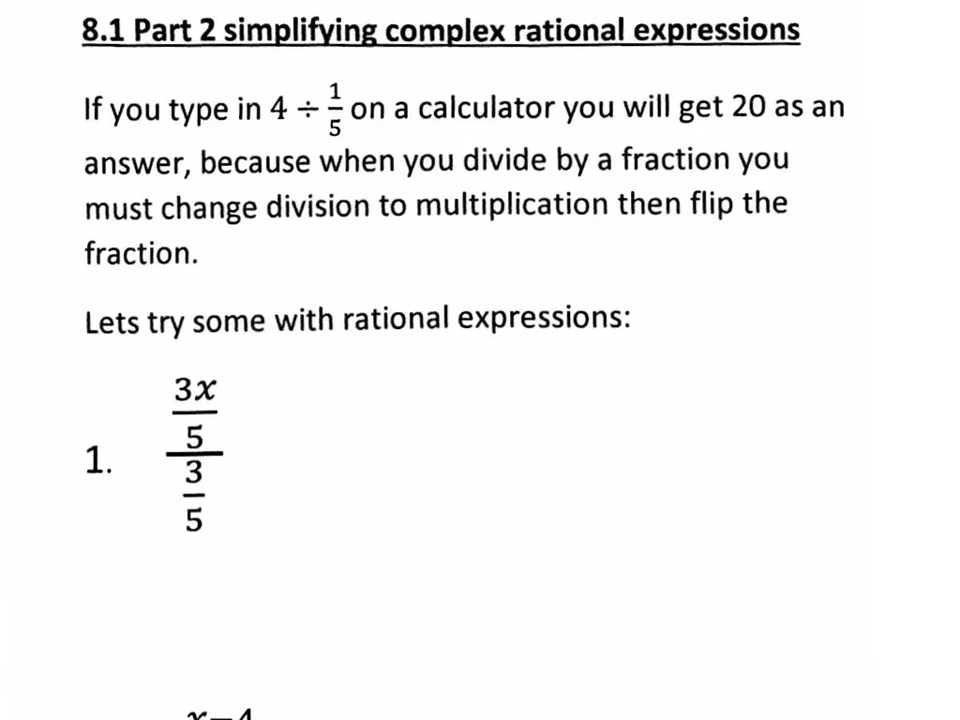 8.1 Part 2 simplifying complex rational expressions
If you type in 4 ÷ 1/5 on a calculator you will get 20 as an
answer, because when you divide by a fraction you
must change division to multiplication then flip the
fraction.
Lets try some with rational expressions:
1. (3x/5)/(3/5)
x−4